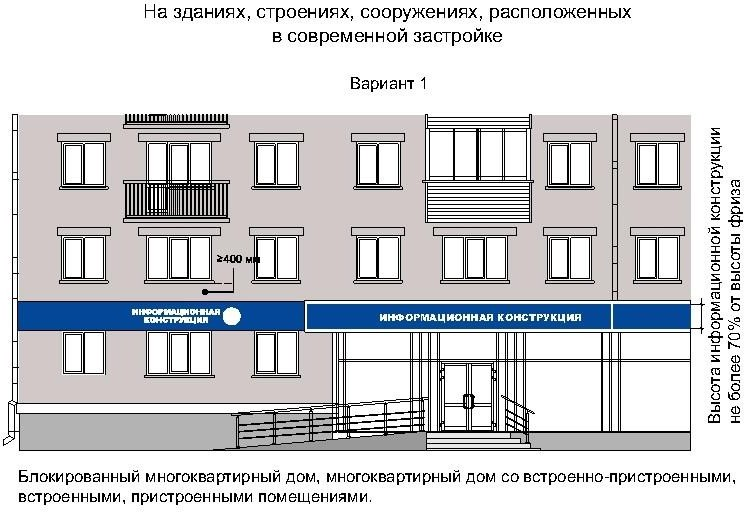 На зданиях, строениях, сооружениях, расположенных
в современной застройке
Вариант 1
≥400 мм
ИНФОРМАЦИОННАЯ
КОНСТРУКЦИЯ
ИНФОРМАЦИОННАЯ КОНСТРУКЦИЯ
Высота информационной конструкции
не более 70% от высоты фриза
Блокированный многоквартирный дом, многоквартирный дом со встроенно-пристроенными,
встроенными, пристроенными помещениями.